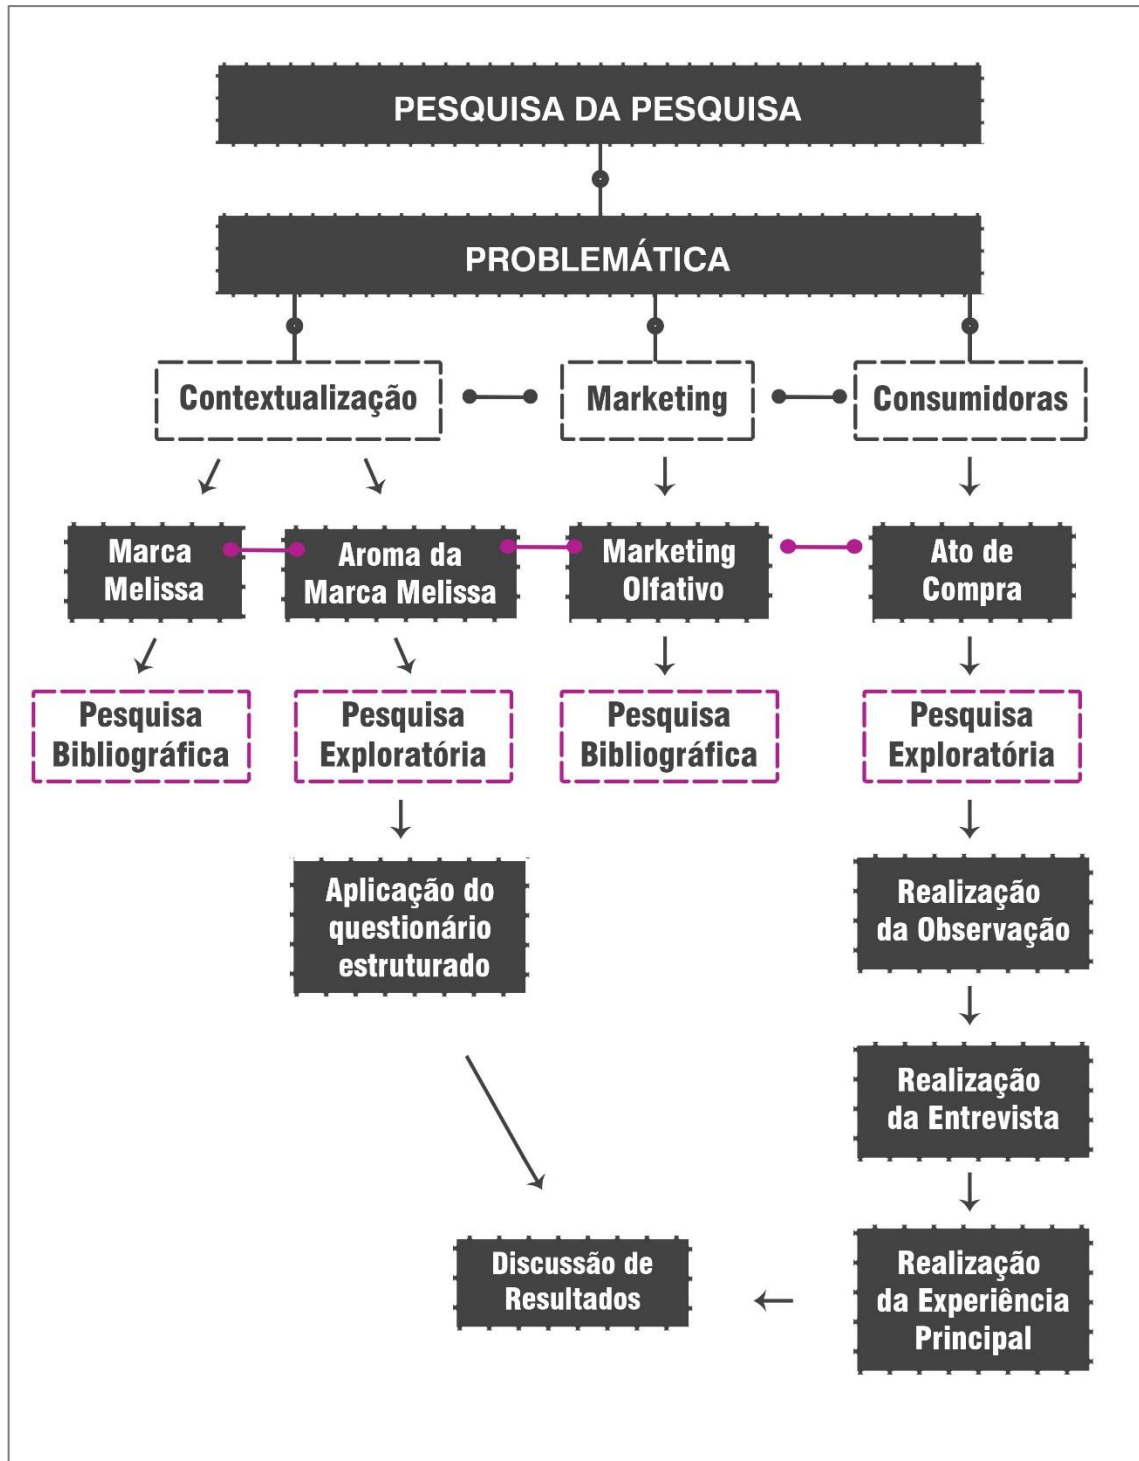 PESQUISA DA PESQUISA
PROBLEMÁTICA
Contextualização
Marketing
Consumidoras
Marca
Melissa
Aroma da
Marca Melissa
Marketing
Olfativo
Ato de
Compra
Pesquisa
Bibliográfica
Pesquisa
Exploratória
Pesquisa
Bibliográfica
Pesquisa
Exploratória
Aplicação do
questionário
estruturado
Realização
da Observação
Realização
da Entrevista
Discussão de
Resultados
Realização
da Experiência
Principal